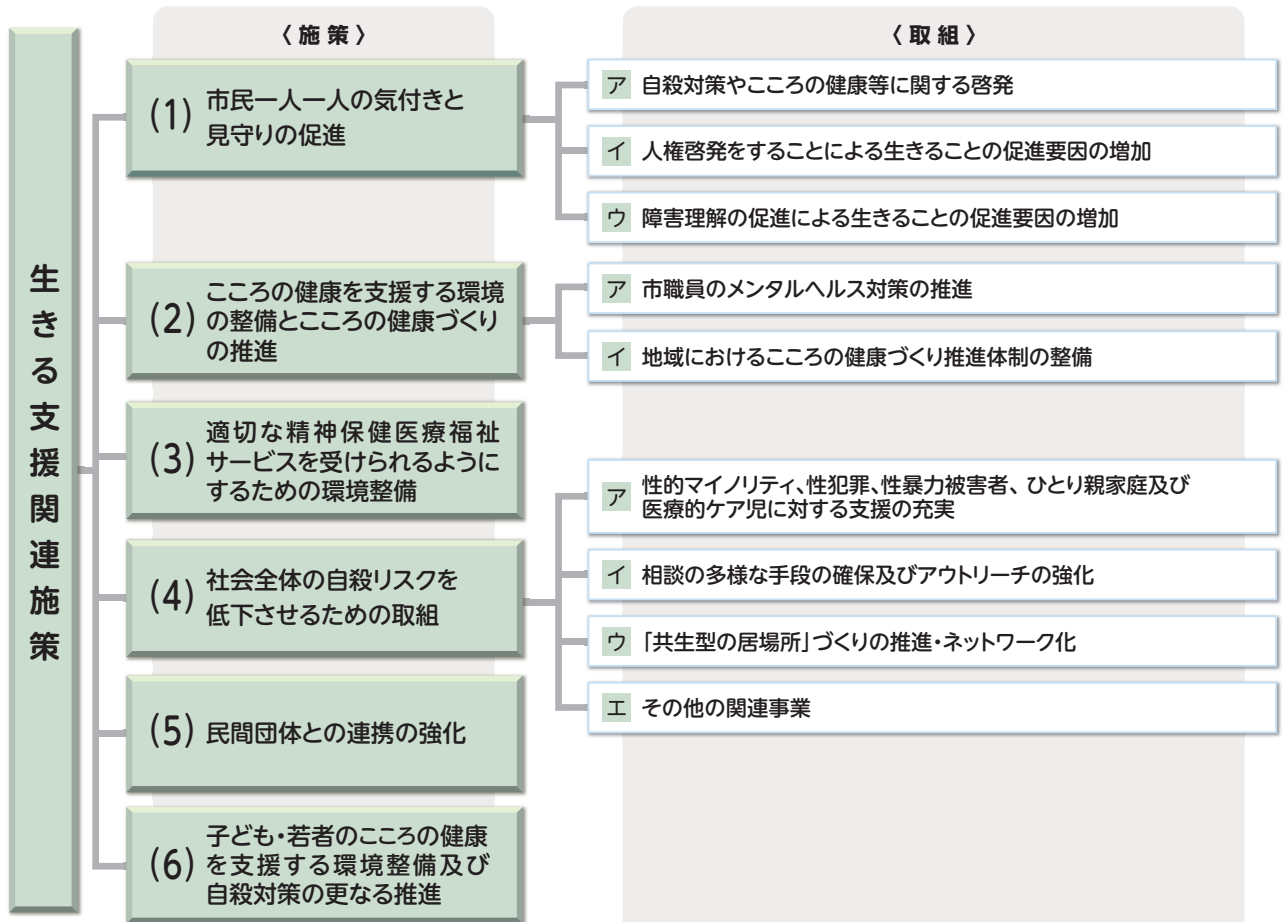 生きる支援関連施策
〈施策〉
(1) 市民一人一人の気付きと
見守りの促進
(2) こころの健康を支援する環境
の整備とこころの健康づくり
の推進
(3) 適切な精神保健医療福祉
サービスを受けられるように
するための環境整備
(4) 社会全体の自殺リスクを
低下させるための取組
(5) 民間団体との連携の強化
(6) 子ども・若者のこころの健康
を支援する環境整備及び
自殺対策の更なる推進
〈取組〉
ア 自殺対策やこころの健康等に関する啓発
イ 人権啓発をすることによる生きることの促進要因の増加
ウ 障害理解の促進による生きることの促進要因の増加
ア 市職員のメンタルヘルス対策の推進
イ 地域におけるこころの健康づくり推進体制の整備
ア 性的マイノリティ、性犯罪、性暴力被害者、ひとり親家庭及び
医療的ケア児に対する支援の充実
イ 相談の多様な手段の確保及びアウトリーチの強化
ウ 「共生型の居場所」づくりの推進・ネットワーク化
エ その他の関連事業